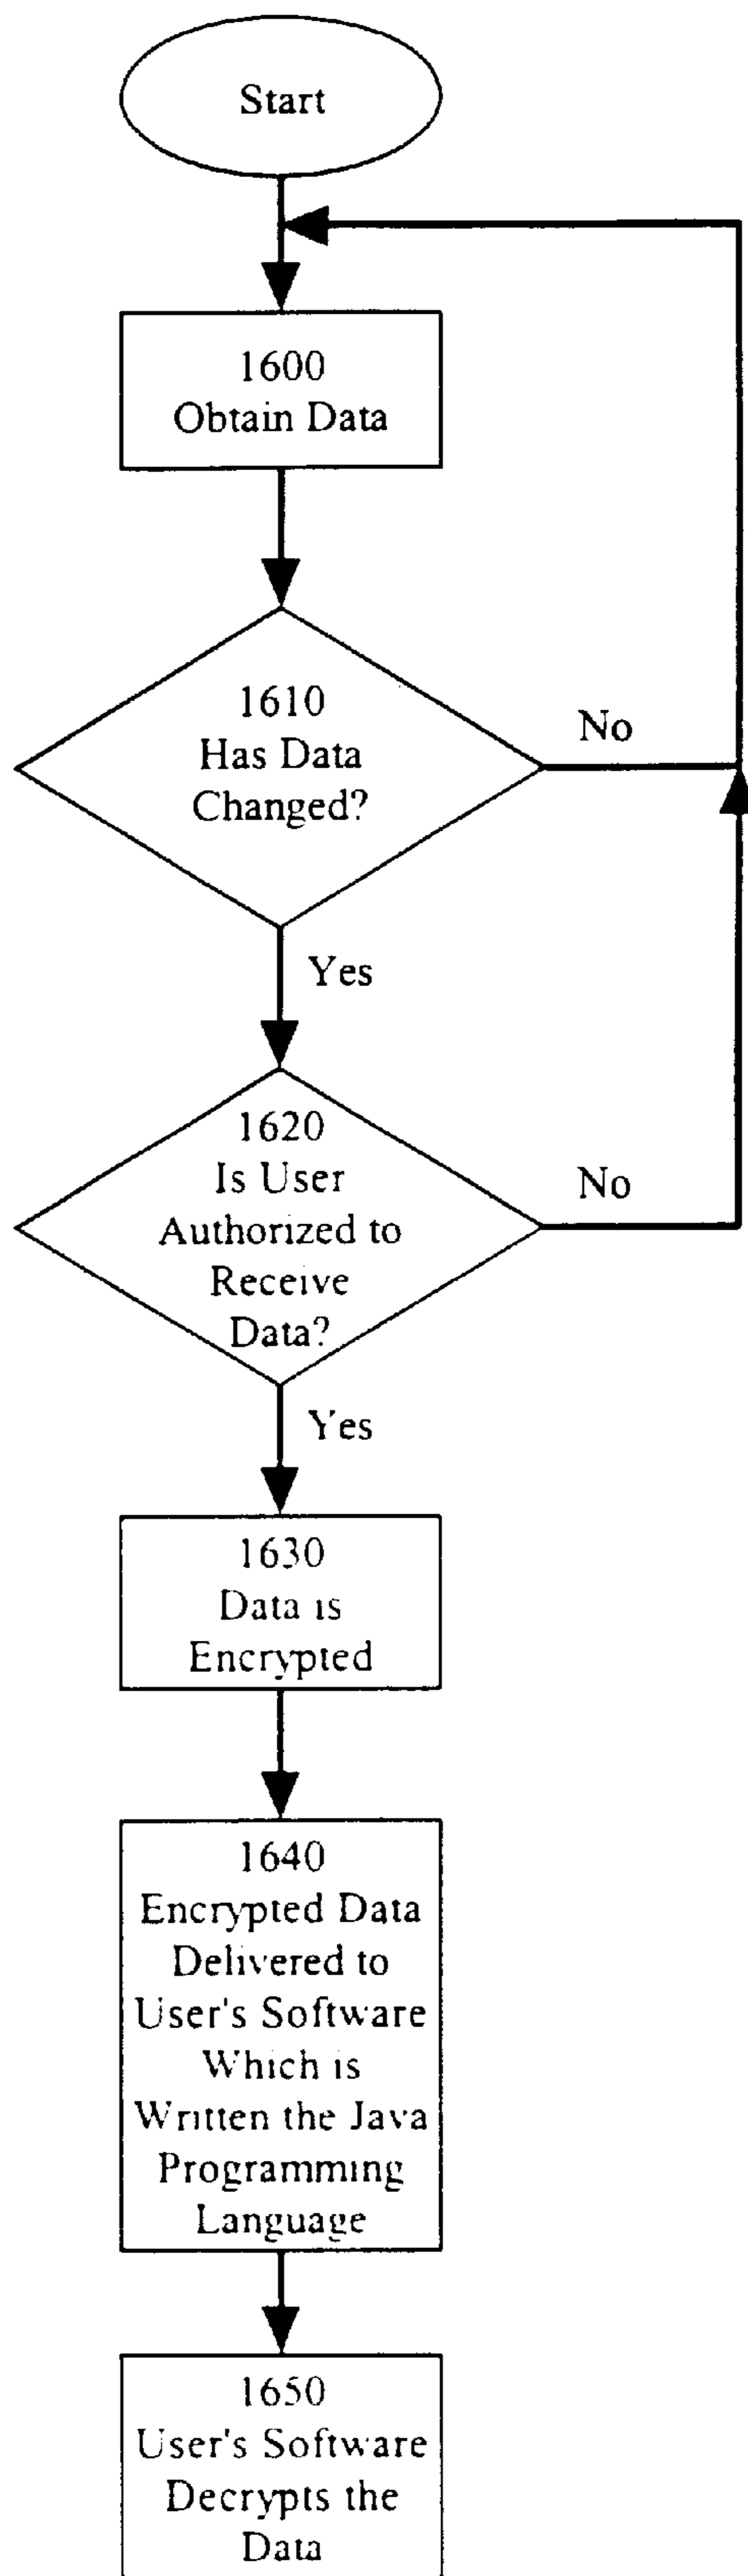 Start
1600
Obtain Data
1610
Has Data
Changed?
No
Yes
1620
Is User
Authorized to
Receive
Data?
No
Yes
1630
Data is
Encrypted
1640
Encrypted Data
Delivered to
User's Software
Which is
Written the Java
Programming
Language
1650
User's Software
Decrypts the
Data